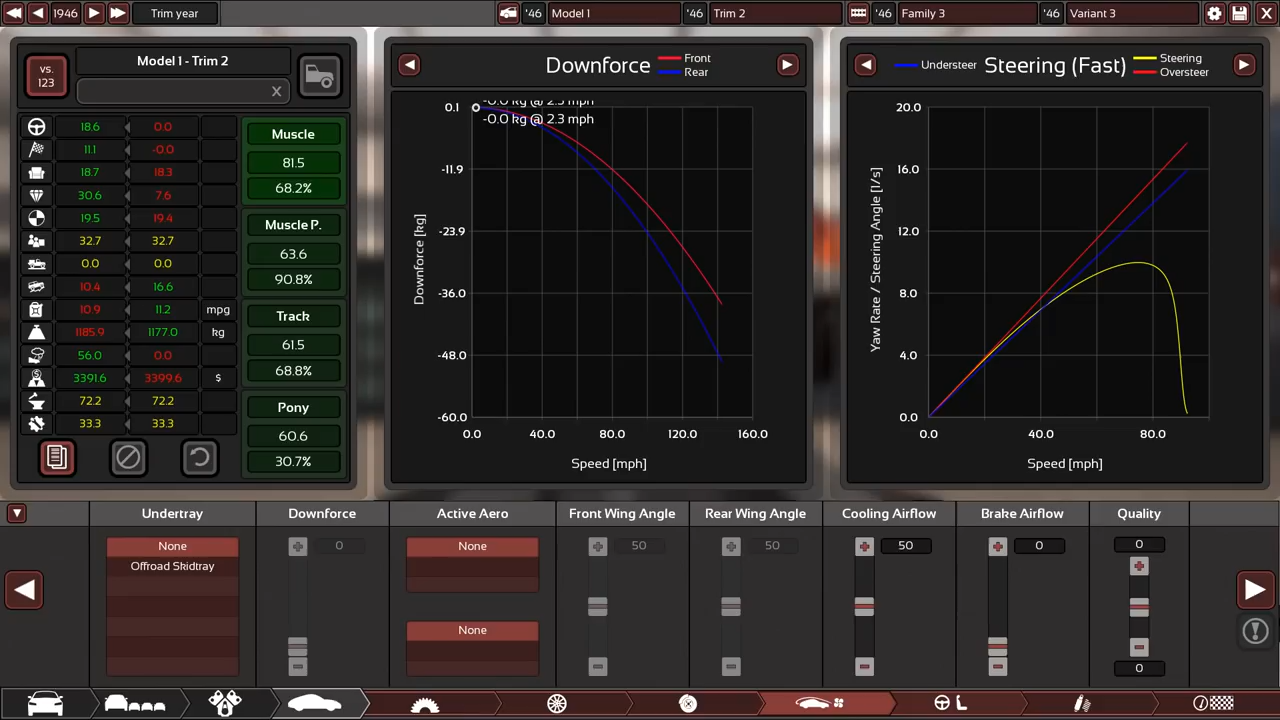 1946
Trim year
'46
Model 1
'46
Trim 2
'46
Family 3
'46
Variant 3
vs.
123
Model 1 - Trim 2
X
18.6 0.0
11.1 -0.0
18.7 18.3
30.6 7.6
19.5 19.4
32.7 32.7
0.0 0.0
10.4 16.6
10.9 11.2 mpg
1185.9 1177.0 kg
56.0 0.0
3391.6 3399.6 $
72.2 72.2
33.3 33.3
Muscle
81.5
68.2%
Muscle P.
63.6
90.8%
Track
61.5
68.8%
Pony
60.6
30.7%
Downforce
Front
Rear
-0.0 kg @ 2.3 mph
-0.0 kg @ 2.3 mph
0.1
-11.9
-23.9
-36.0
-48.0
-60.0
0.0 40.0 80.0 120.0 160.0
Downforce [kg]
Speed [mph]
Understeer
Steering (Fast)
Steering
Oversteer
20.0
16.0
12.0
8.0
4.0
0.0
0.0 40.0 80.0
Yaw Rate / Steering Angle [1/s]
Speed [mph]
Undertray
None
Offroad Skidtray
Downforce
0
Active Aero
None
None
Front Wing Angle
50
Rear Wing Angle
50
Cooling Airflow
50
Brake Airflow
0
Quality
0
0